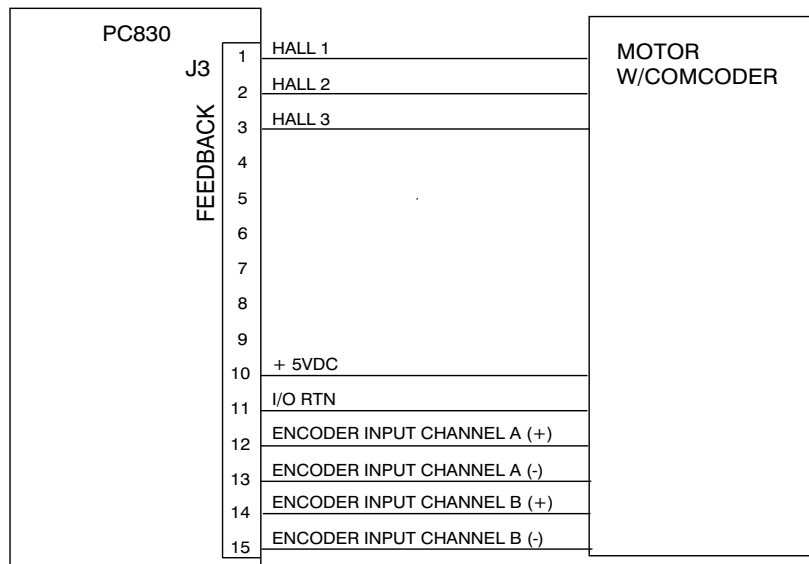 PC830
J3
FEEDBACK
1 HALL 1
2 HALL 2
3 HALL 3
4
5
6
7
8
9
10 + 5VDC
11 I/O RTN
12 ENCODER INPUT CHANNEL A (+)
13 ENCODER INPUT CHANNEL A (-)
14 ENCODER INPUT CHANNEL B (+)
15 ENCODER INPUT CHANNEL B (-)
MOTOR
W/COMCODER